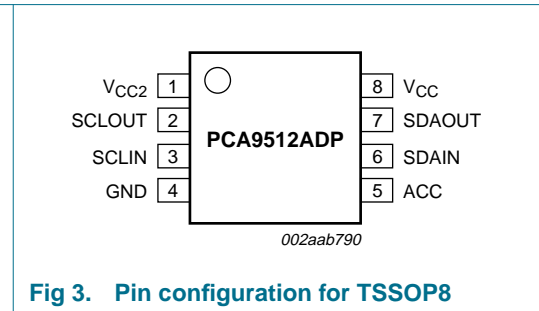 VCC2 1 8 VCC
SCLOUT 2 7 SDAOUT
PCA9512ADP
SCLIN 3 6 SDAIN
GND 4 5 ACC
002aab790
Fig 3. Pin configuration for TSSOP8